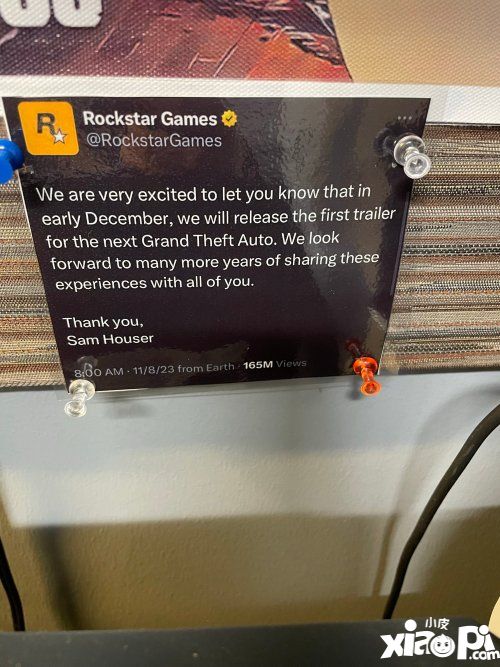 Rockstar Games
@RockstarGames
We are very excited to let you know that in
early December, we will release the first trailer
for the next Grand Theft Auto. We look
forward to many more years of sharing these
experiences with all of you.
Thank you,
Sam Houser
8:00 AM · 11/8/23 from Earth · 165M Views
小皮
xiaopi
.com